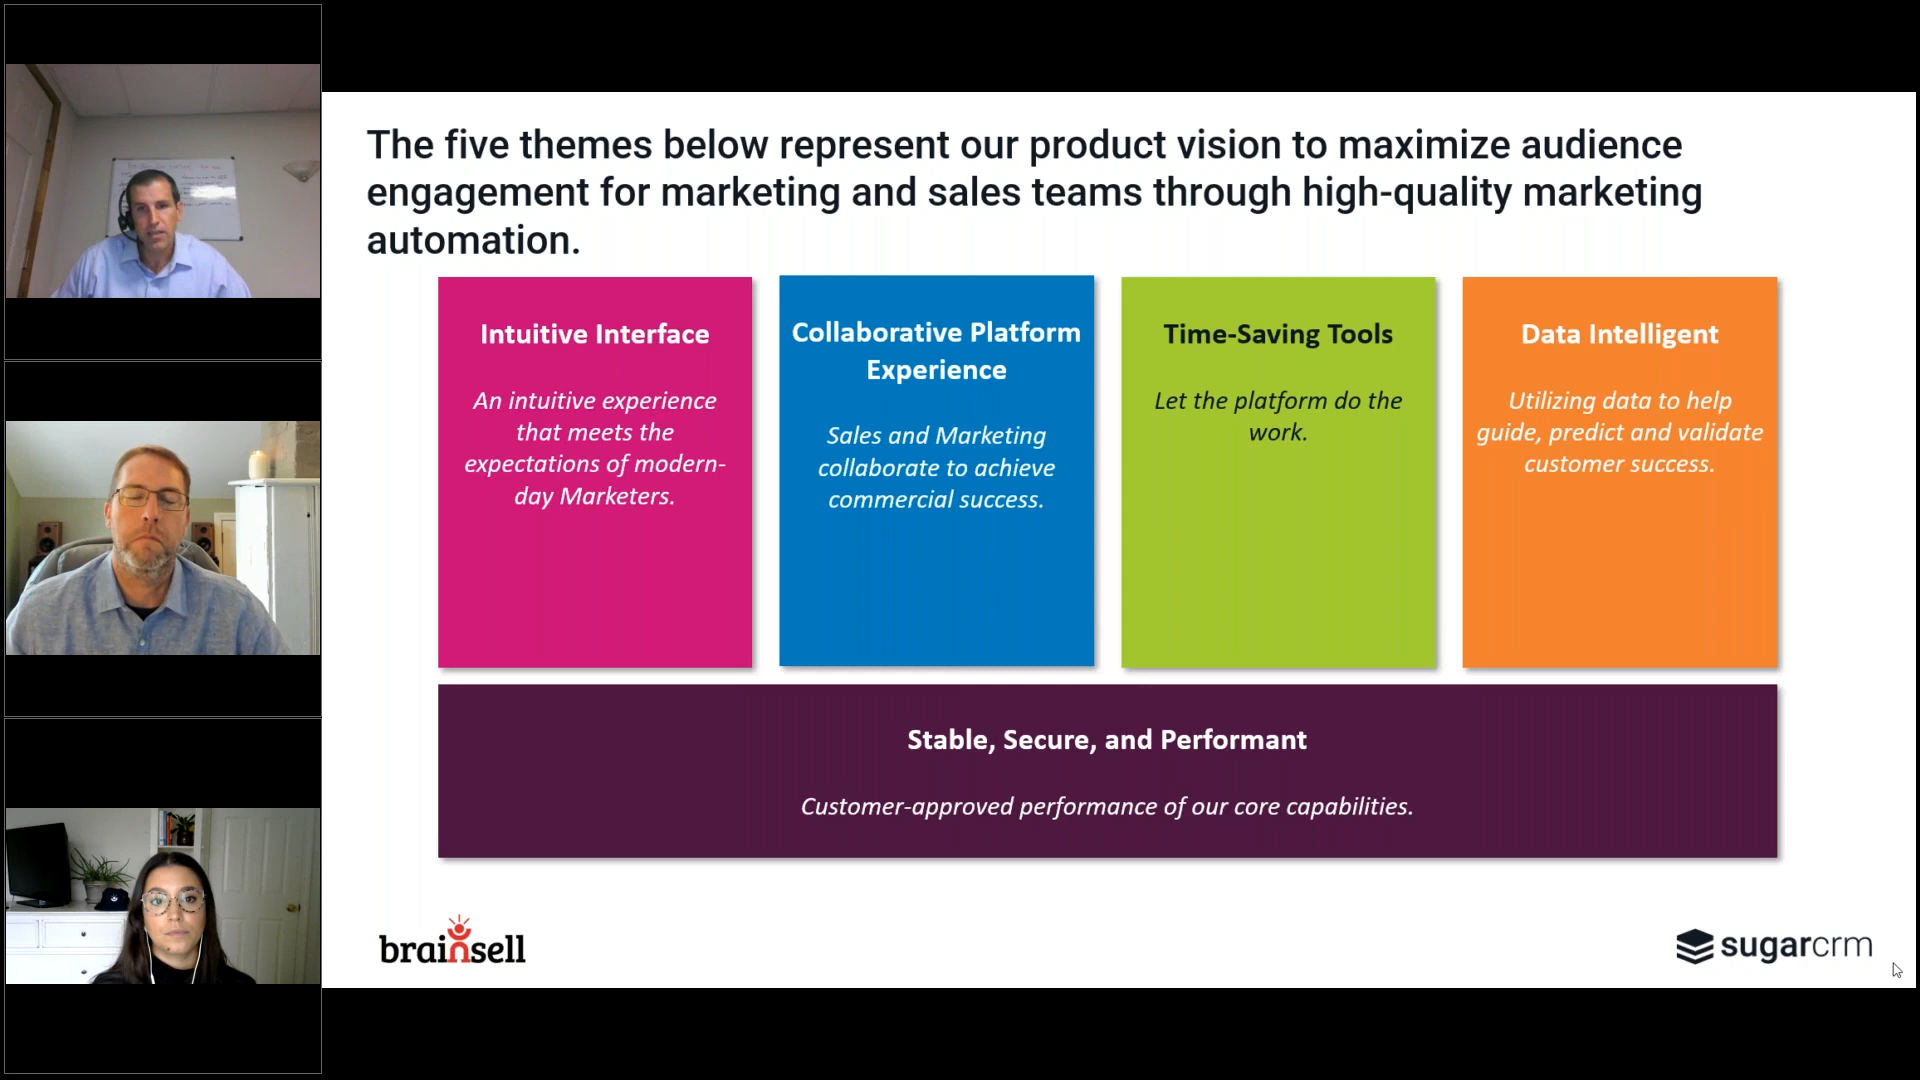 The five themes below represent our product vision to maximize audience
engagement for marketing and sales teams through high-quality marketing
automation.
Intuitive Interface
An intuitive experience
that meets the
expectations of modern-
day Marketers.
Collaborative Platform
Experience
Sales and Marketing
collaborate to achieve
commercial success.
Time-Saving Tools
Let the platform do the
work.
Data Intelligent
Utilizing data to help
guide, predict and validate
customer success.
Stable, Secure, and Performant
Customer-approved performance of our core capabilities.
brainsell
sugarcrm